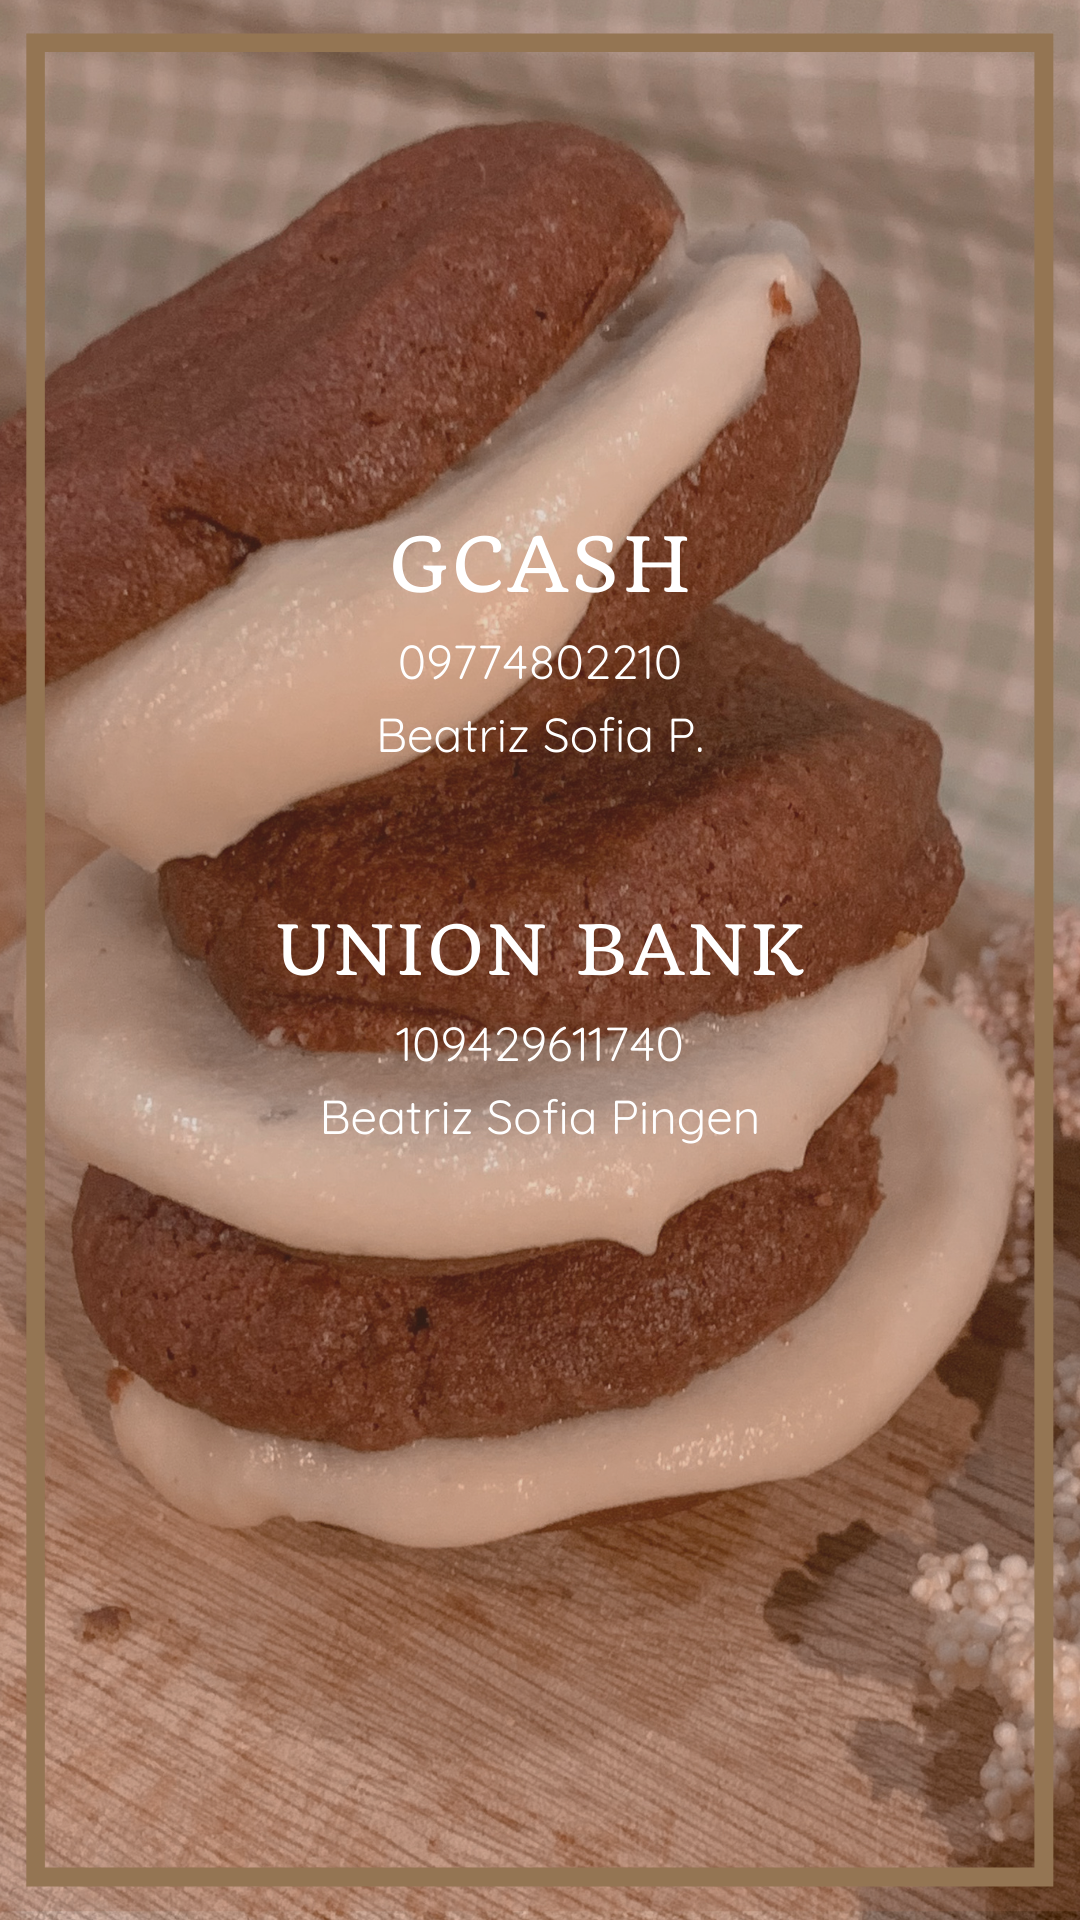 GCASH
09774802210
Beatriz Sofia P.
UNION BANK
109429611740
Beatriz Sofia Pingen